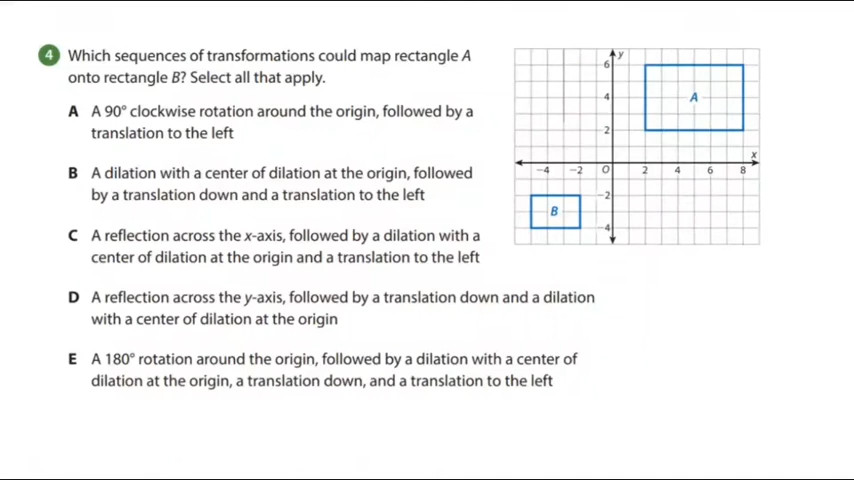 4 Which sequences of transformations could map rectangle A
onto rectangle B? Select all that apply.
A A 90° clockwise rotation around the origin, followed by a
translation to the left
B A dilation with a center of dilation at the origin, followed
by a translation down and a translation to the left
C A reflection across the x-axis, followed by a dilation with a
center of dilation at the origin and a translation to the left
D A reflection across the y-axis, followed by a translation down and a dilation
with a center of dilation at the origin
E A 180° rotation around the origin, followed by a dilation with a center of
dilation at the origin, a translation down, and a translation to the left
y
6
A
4
2
x
−4 −2 O 2 4 6 8
−2
B
−4